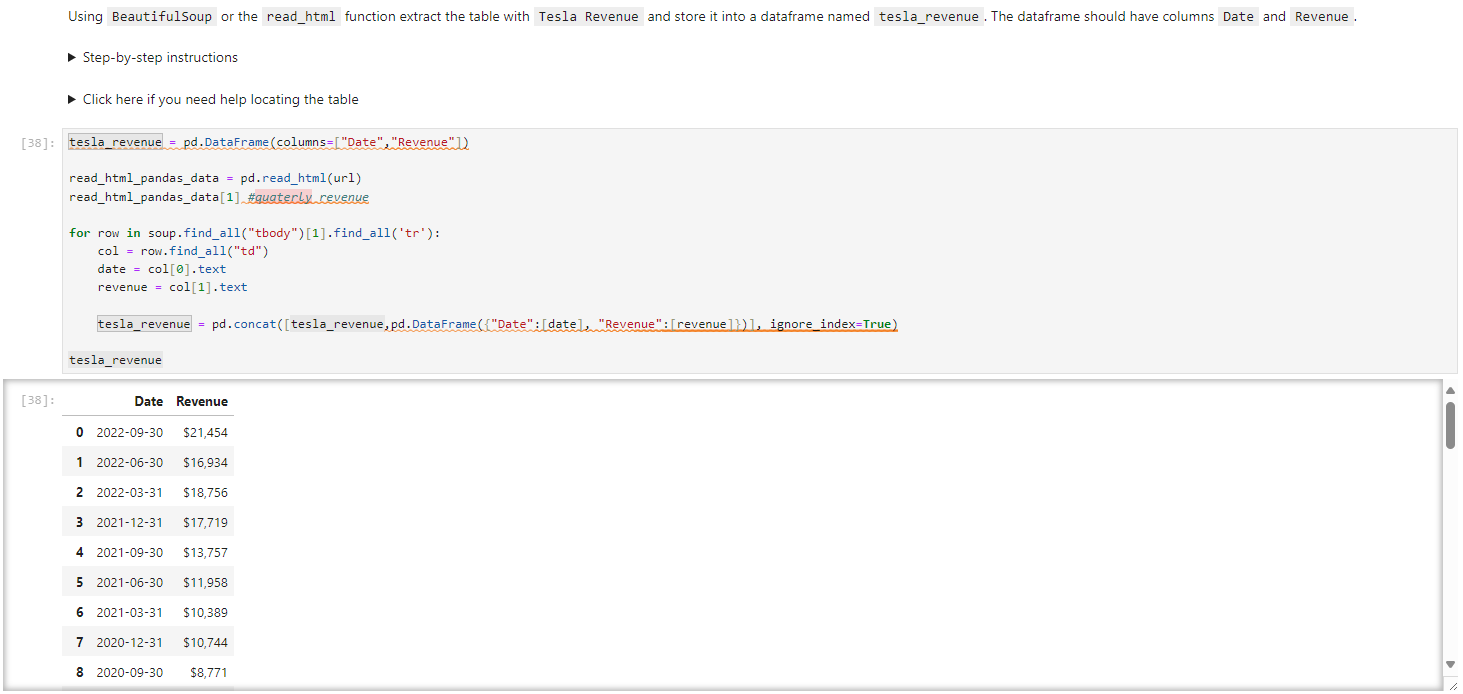 Using BeautifulSoup or the read_html function extract the table with Tesla Revenue and store it into a dataframe named tesla_revenue. The dataframe should have columns Date and Revenue.
Step-by-step instructions
Click here if you need help locating the table
[38]: tesla_revenue = pd.DataFrame(columns=["Date","Revenue"])
read_html_pandas_data = pd.read_html(url)
read_html_pandas_data[1] #quaterly revenue
for row in soup.find_all("tbody")[1].find_all('tr'):
    col = row.find_all("td")
    date = col[0].text
    revenue = col[1].text
    tesla_revenue = pd.concat([tesla_revenue,pd.DataFrame({"Date":[date], "Revenue":[revenue]})], ignore_index=True)
tesla_revenue
[38]: Date Revenue
0 2022-09-30 $21,454
1 2022-06-30 $16,934
2 2022-03-31 $18,756
3 2021-12-31 $17,719
4 2021-09-30 $13,757
5 2021-06-30 $11,958
6 2021-03-31 $10,389
7 2020-12-31 $10,744
8 2020-09-30 $8,771